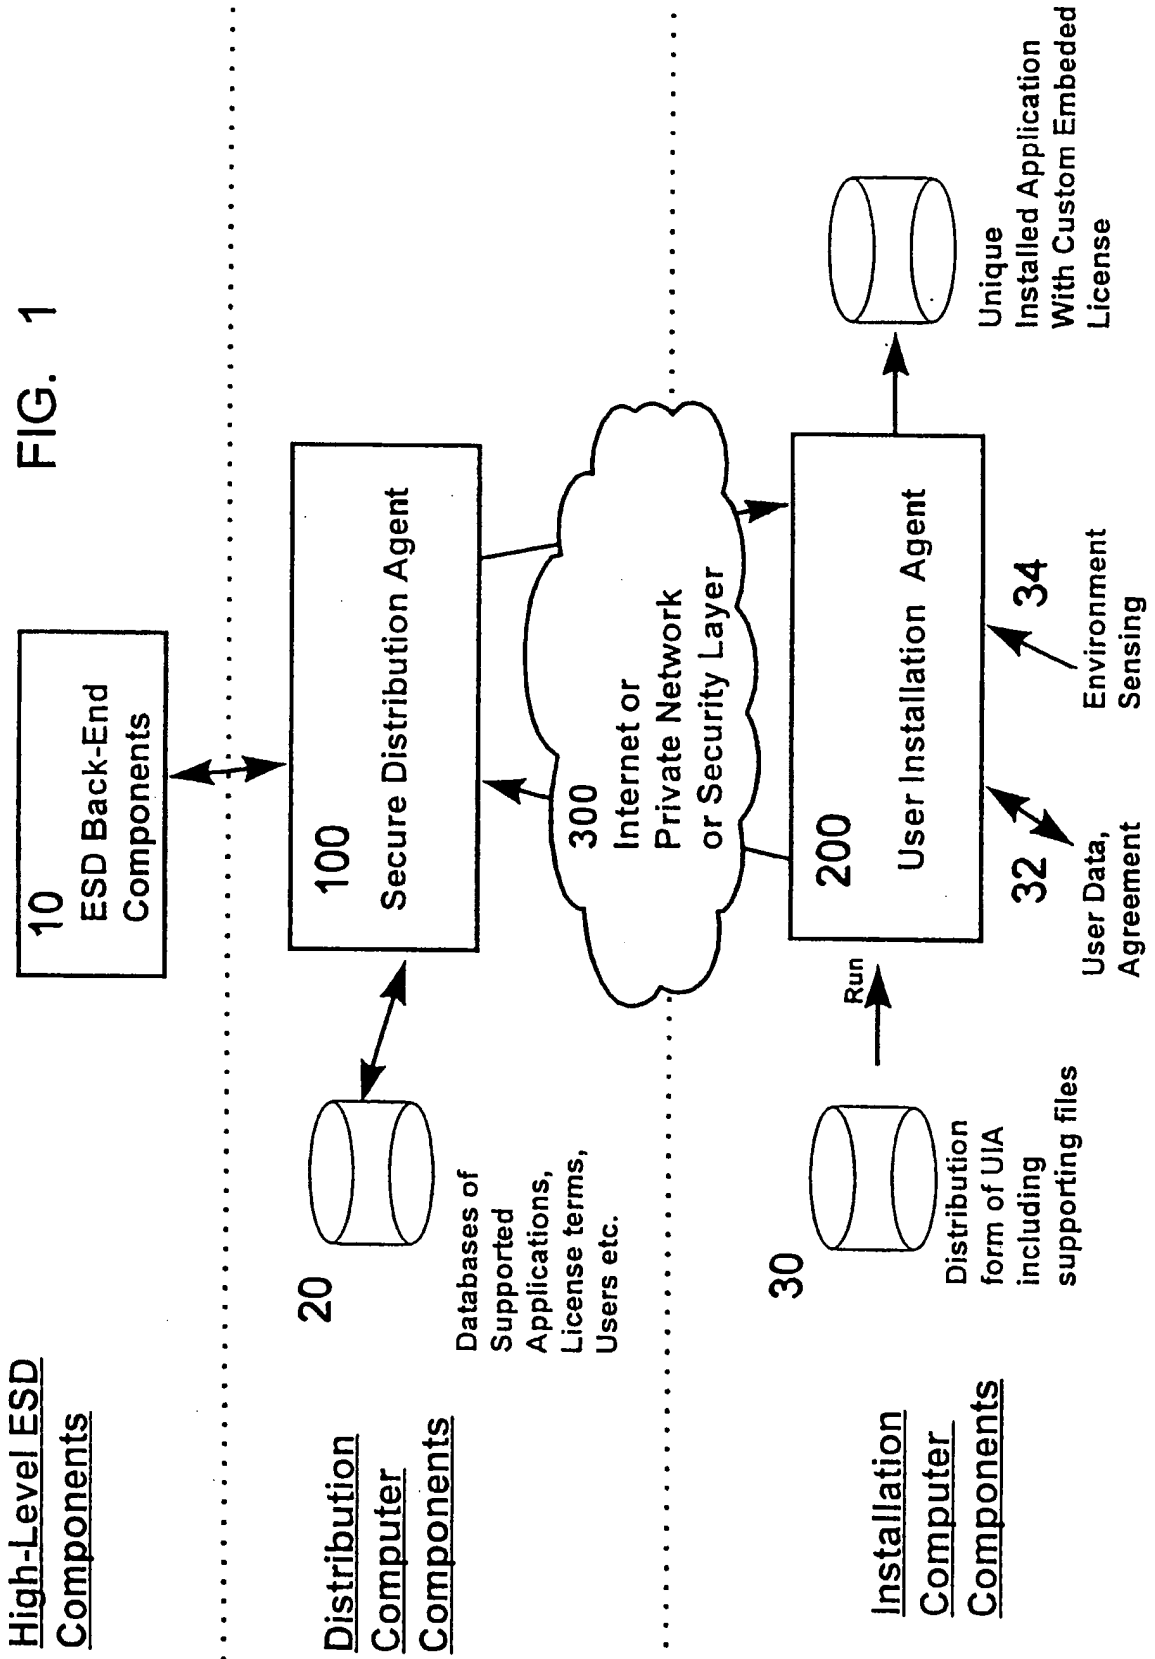 FIG. 1
High-Level ESD
Components
10
ESD Back-End
Components
Distribution
Computer
Components
20
Databases of
Supported
Applications,
License terms,
Users etc.
100
Secure Distribution Agent
300
Internet or
Private Network
or Security Layer
Installation
Computer
Components
30
Distribution
form of UIA
including
supporting files
Run
200
User Installation Agent
32
User Data,
Agreement
34
Environment
Sensing
Unique
Installed Application
With Custom Embeded
License